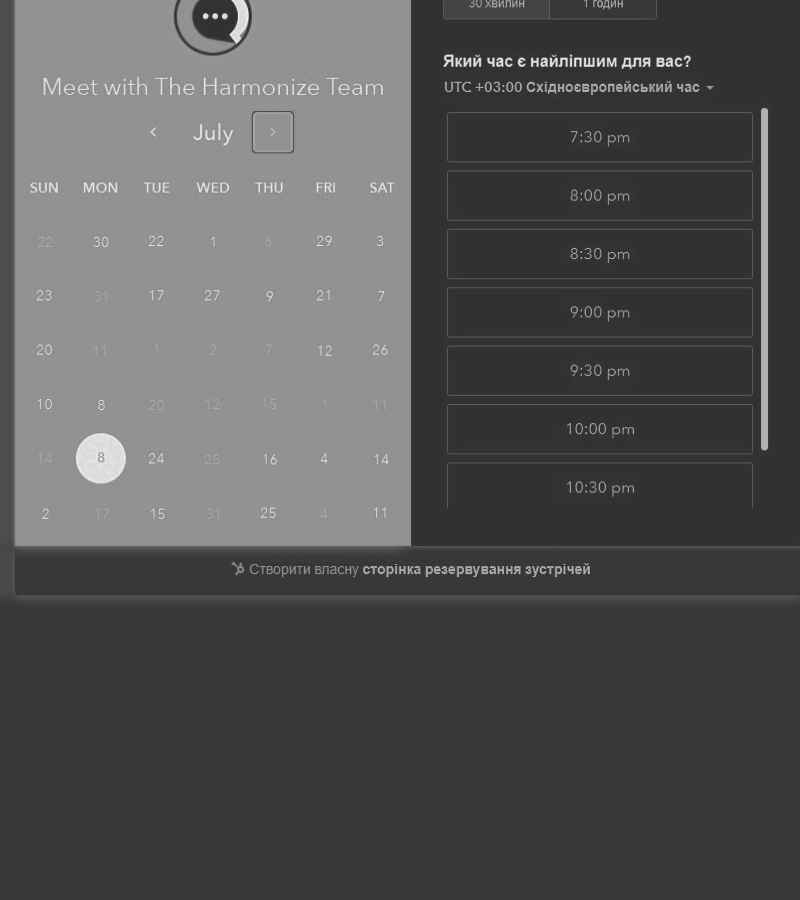 30 хвилин 1 годин
Який час є найліпшим для вас?
UTC +03:00 Східноєвропейський час
Meet with The Harmonize Team
July
SUN MON TUE WED THU FRI SAT
22 30 22 1 6 29 3
23 31 17 27 9 21 7
20 11 1 2 7 12 26
10 8 20 12 15 1 11
14 8 24 25 16 4 14
2 17 15 31 25 4 11
7:30 pm
8:00 pm
8:30 pm
9:00 pm
9:30 pm
10:00 pm
10:30 pm
Створити власну сторінка резервування зустрічей